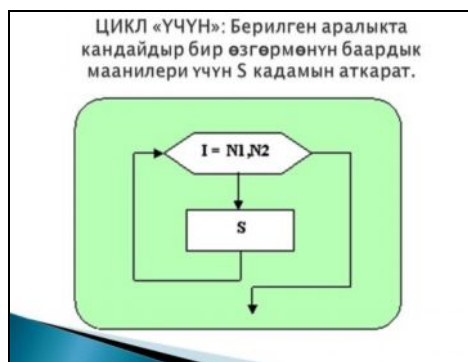 ЦИКЛ «ҮЧҮН»: Берилген аралыкта
кандайдыр бир өзгөрмөнүн баардык
маанилери үчүн S кадамын аткарат.
I = N1,N2
S